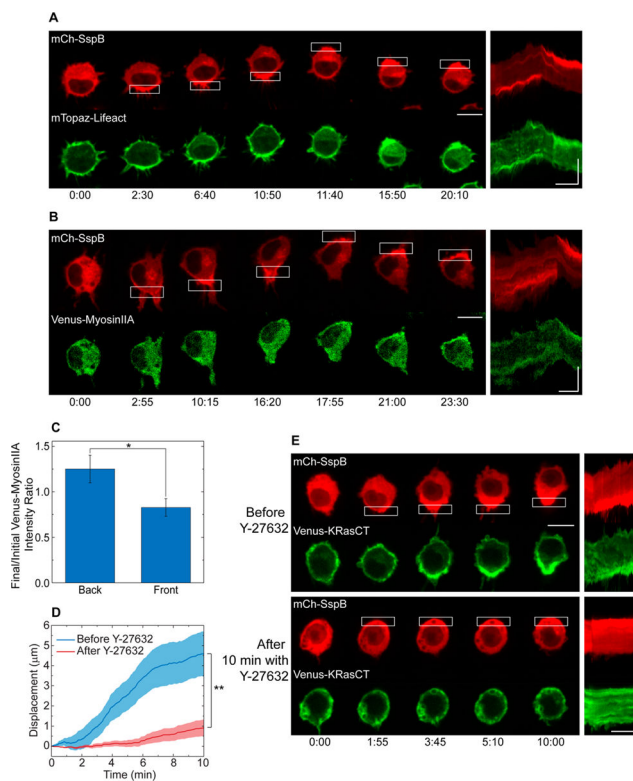 A
mCh-SspB
mTopaz-Lifeact
0:00 2:30 6:40 10:50 11:40 15:50 20:10
B
mCh-SspB
Venus-MyosinIIA
0:00 2:55 10:15 16:20 17:55 21:00 23:30
C
Final/Initial Venus-MyosinIIA
Intensity Ratio
1.5
1.0
0.5
0.0
*
Back Front
D
Displacement (μm)
6
5
4
3
2
1
0
Before Y-27632
After Y-27632
**
0 2 4 6 8 10
Time (min)
E
Before
Y-27632
mCh-SspB
Venus-KRasCT
After
10 min with
Y-27632
mCh-SspB
Venus-KRasCT
0:00 1:55 3:45 5:10 10:00